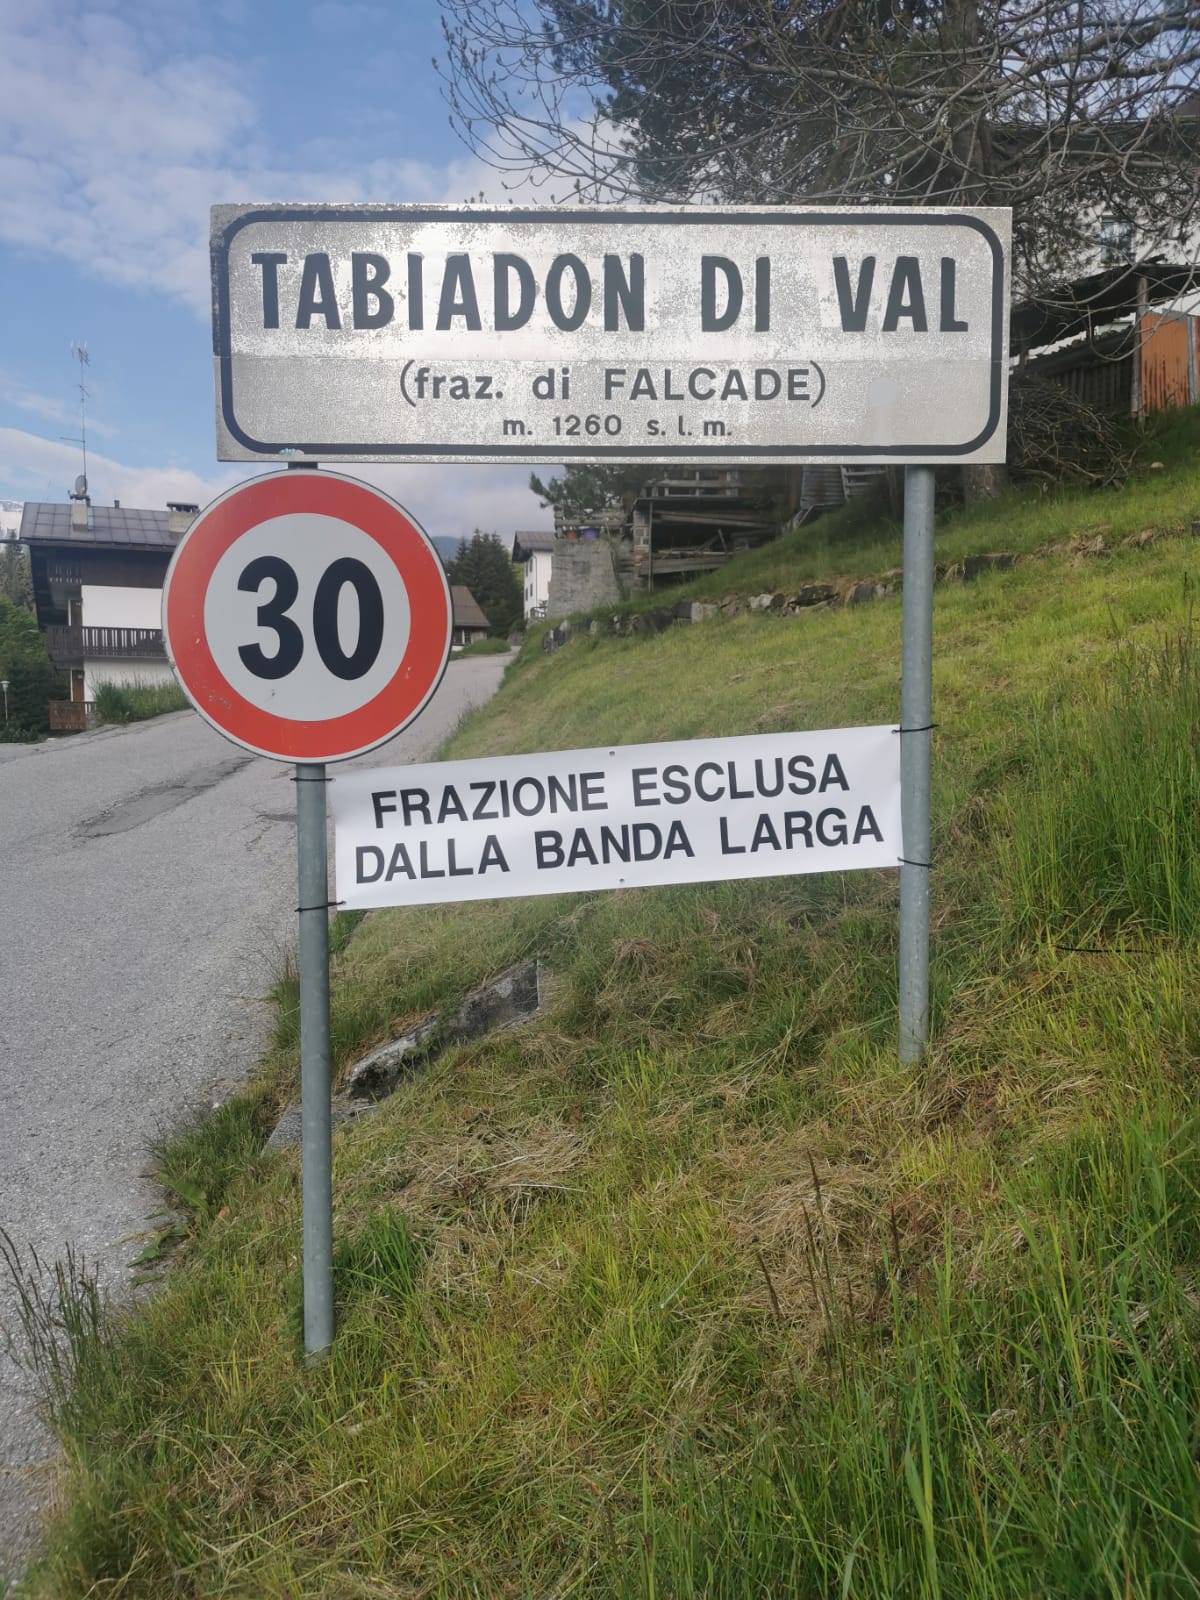 TABIADON DI VAL
(fraz. di FALCADE)
m. 1260 s. l. m.
30
FRAZIONE ESCLUSA
DALLA BANDA LARGA